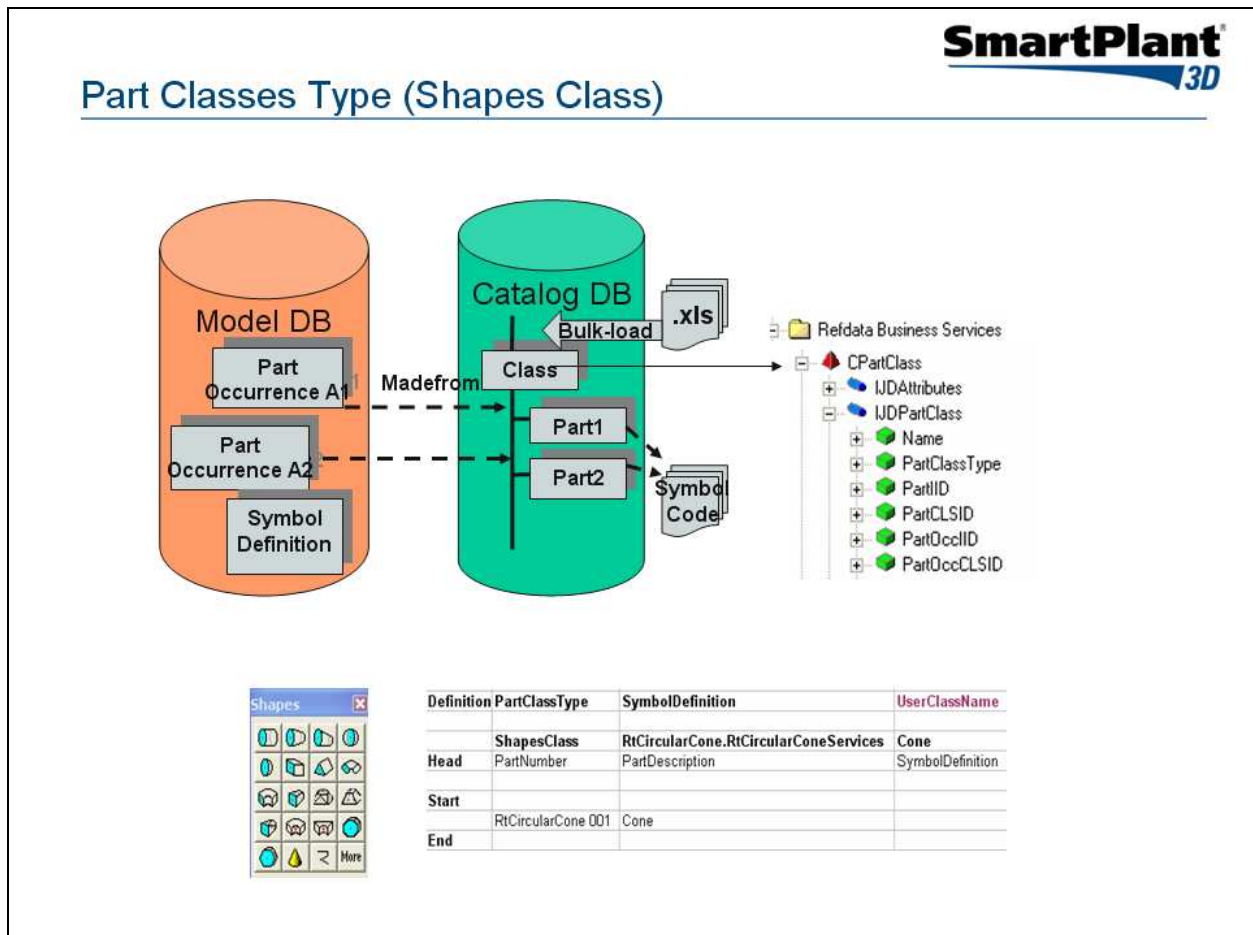 SmartPlant®
3D
Part Classes Type (Shapes Class)
Model DB
Part
Occurrence A1
Part
Occurrence A2
Symbol
Definition
Madefrom
Catalog DB
Bulk-load
.xls
Class
Part1
Part2
Symbol
Code
Refdata Business Services
CPartClass
IJDAttributes
IJDPartClass
Name
PartClassType
PartIID
PartCLSID
PartOccIID
PartOccCLSID
Shapes
More
Definition PartClassType SymbolDefinition UserClassName
ShapesClass RtCircularCone.RtCircularConeServices Cone
Head PartNumber PartDescription SymbolDefinition
Start
RtCircularCone 001 Cone
End